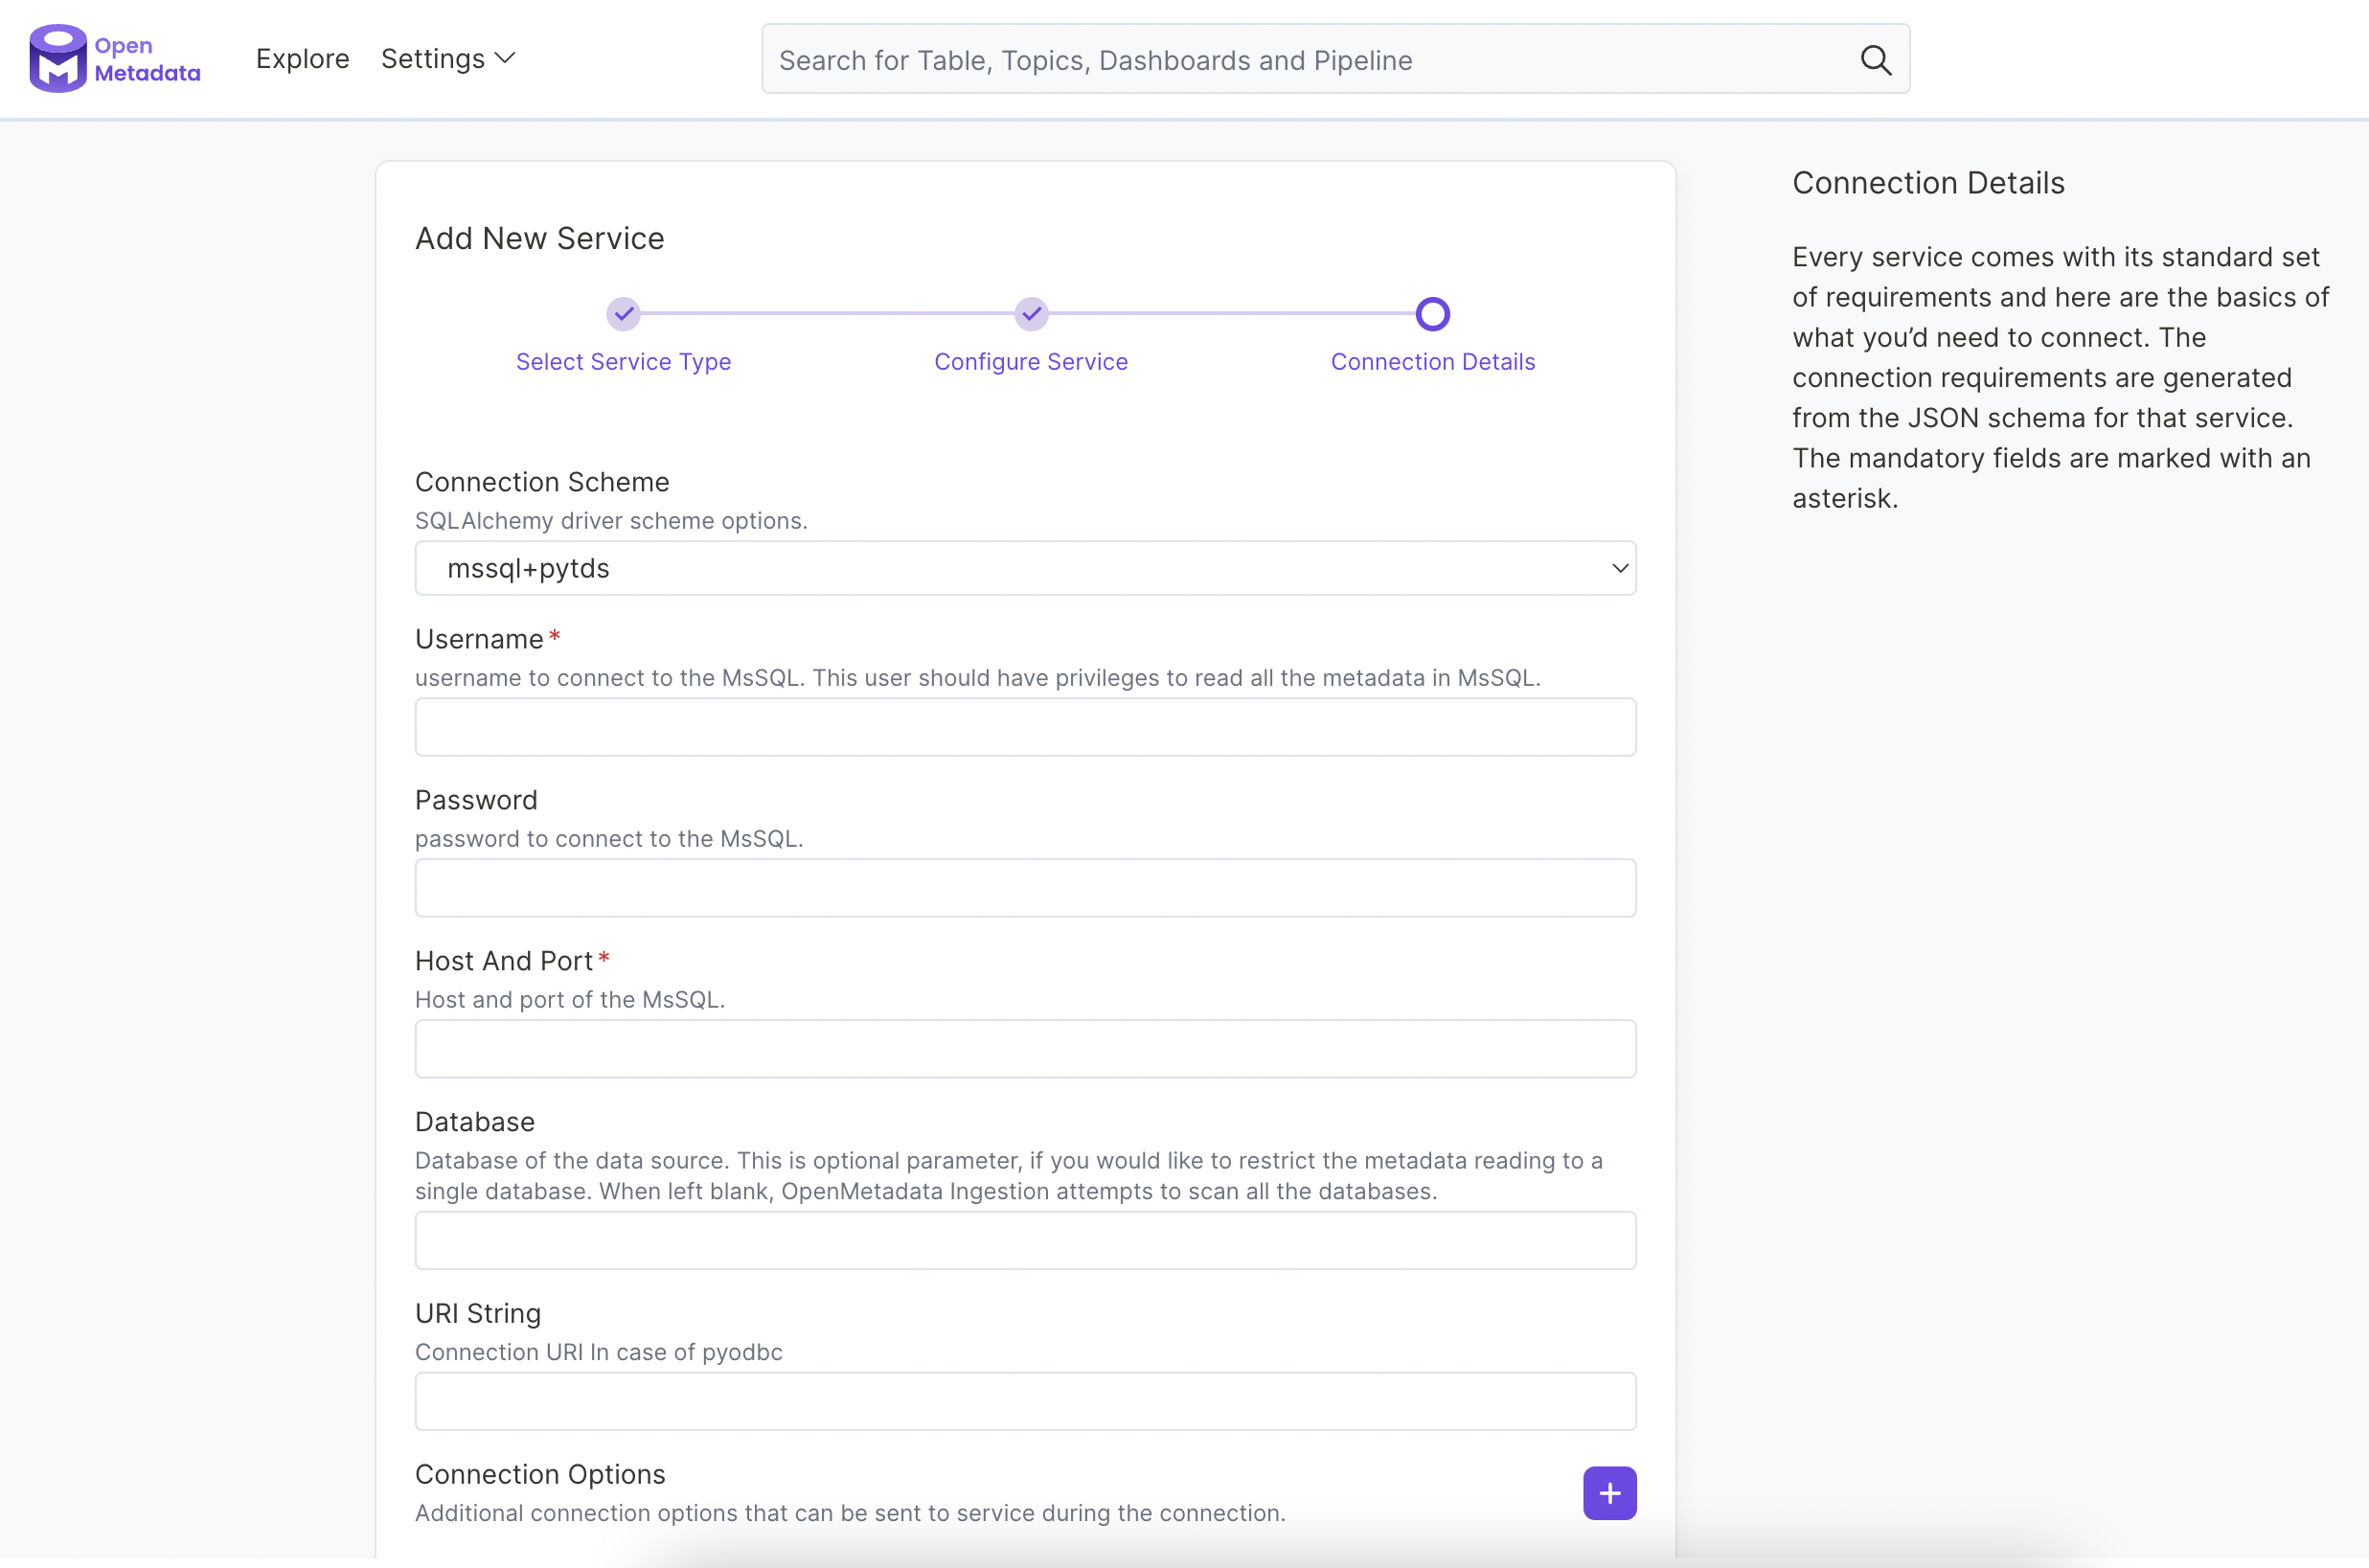 Open
Metadata
Explore
Settings
Search for Table, Topics, Dashboards and Pipeline
Add New Service
Select Service Type
Configure Service
Connection Details
Connection Scheme
SQLAlchemy driver scheme options.
mssql+pytds
Username*
username to connect to the MsSQL. This user should have privileges to read all the metadata in MsSQL.
Password
password to connect to the MsSQL.
Host And Port*
Host and port of the MsSQL.
Database
Database of the data source. This is optional parameter, if you would like to restrict the metadata reading to a
single database. When left blank, OpenMetadata Ingestion attempts to scan all the databases.
URI String
Connection URI In case of pyodbc
Connection Options
Additional connection options that can be sent to service during the connection.
Connection Details
Every service comes with its standard set
of requirements and here are the basics of
what you’d need to connect. The
connection requirements are generated
from the JSON schema for that service.
The mandatory fields are marked with an
asterisk.